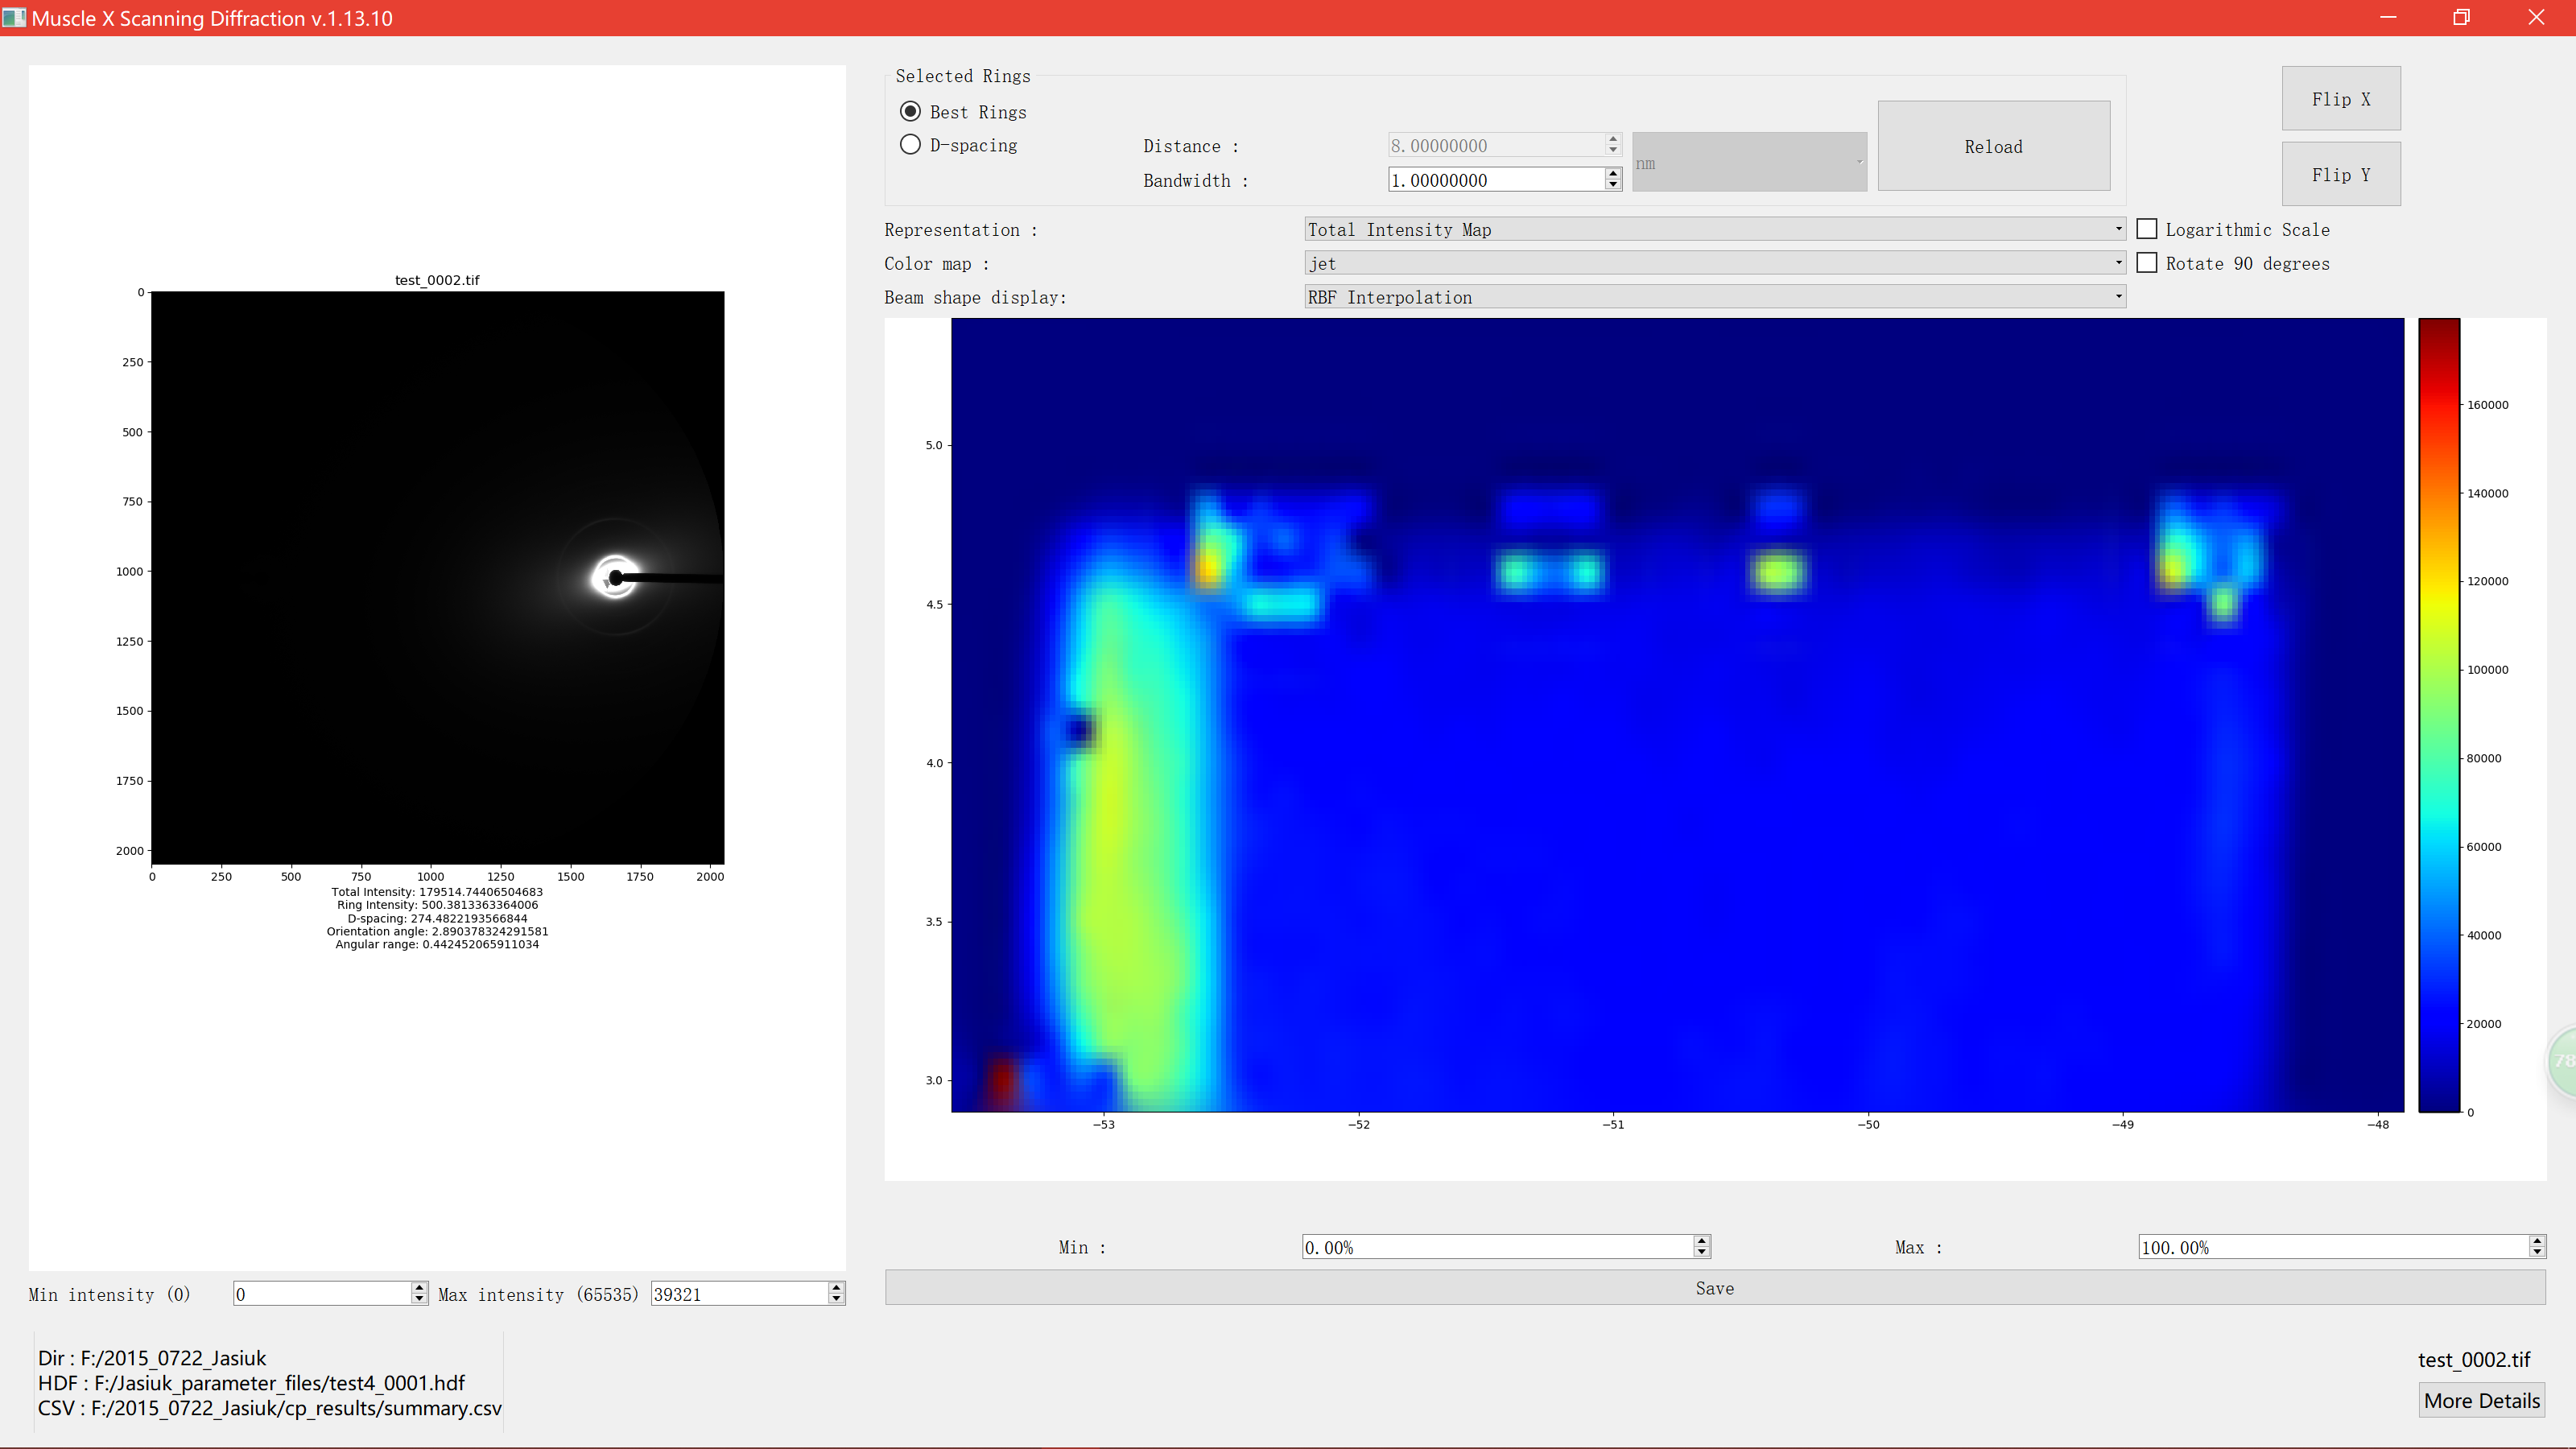 Muscle X Scanning Diffraction v.1.13.10
Selected Rings
Best Rings
D-spacing
Distance :
8.00000000
nm
Bandwidth :
1.00000000
Reload
Flip X
Flip Y
Representation :
Total Intensity Map
Logarithmic Scale
Color map :
jet
Rotate 90 degrees
Beam shape display:
RBF Interpolation
test_0002.tif
0
250
500
750
1000
1250
1500
1750
2000
0 250 500 750 1000 1250 1500 1750 2000
Total Intensity: 179514.74406504683
Ring Intensity: 500.3813363364006
D-spacing: 274.4822193566844
Orientation angle: 2.890378324291581
Angular range: 0.442452065911034
5.0
4.5
4.0
3.5
3.0
−53 −52 −51 −50 −49 −48
160000
140000
120000
100000
80000
60000
40000
20000
0
78
Min :
0.00%
Max :
100.00%
Save
Min intensity (0)
0
Max intensity (65535)
39321
Dir : F:/2015_0722_Jasiuk
HDF : F:/Jasiuk_parameter_files/test4_0001.hdf
CSV : F:/2015_0722_Jasiuk/cp_results/summary.csv
test_0002.tif
More Details